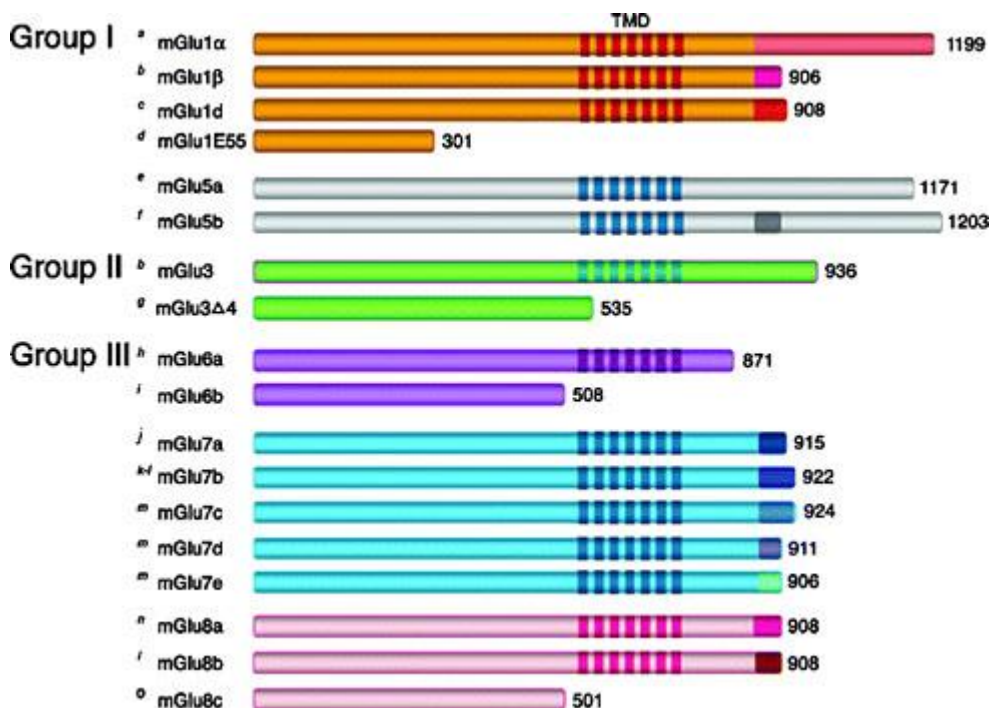 TMD
Group I a mGlu1α 1199
b mGlu1β 906
c mGlu1d 908
d mGlu1E55 301
e mGlu5a 1171
f mGlu5b 1203
Group II b mGlu3 936
g mGlu3Δ4 535
Group III h mGlu6a 871
i mGlu6b 508
j mGlu7a 915
k-l mGlu7b 922
m mGlu7c 924
m mGlu7d 911
m mGlu7e 906
n mGlu8a 908
i mGlu8b 908
o mGlu8c 501